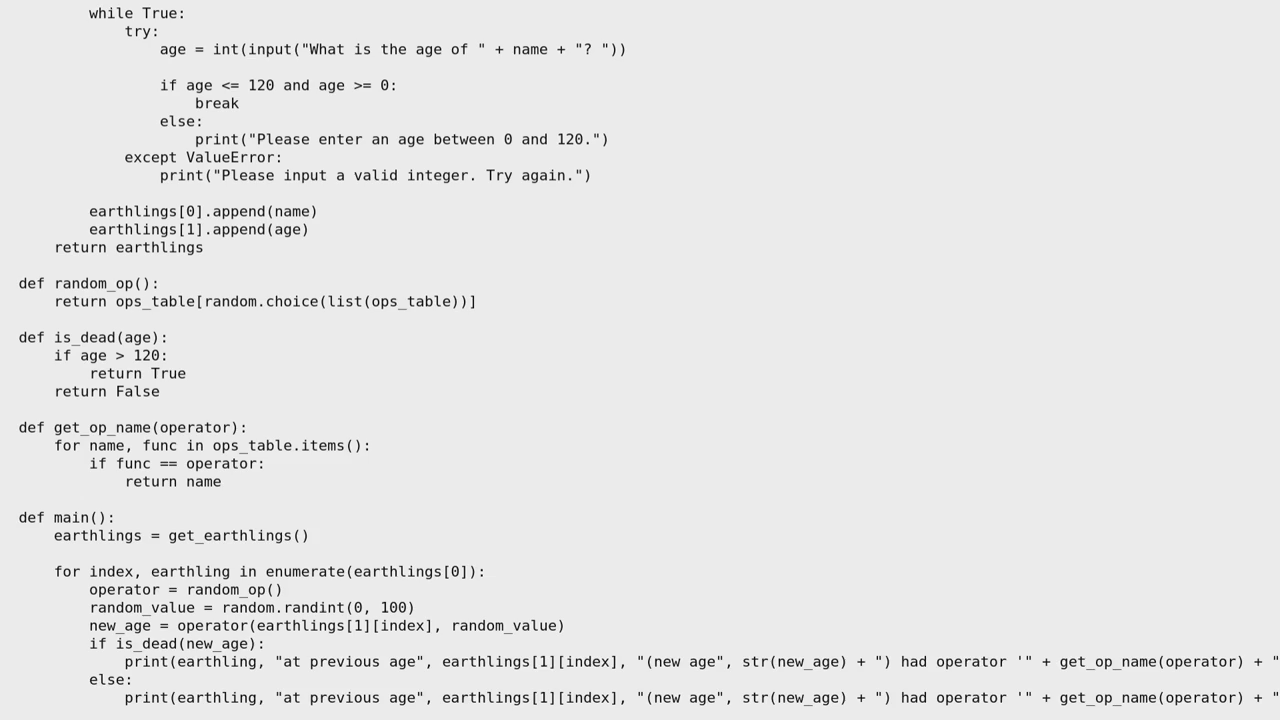 while True:
try:
age = int(input("What is the age of " + name + "? "))
if age <= 120 and age >= 0:
break
else:
print("Please enter an age between 0 and 120.")
except ValueError:
print("Please input a valid integer. Try again.")
earthlings[0].append(name)
earthlings[1].append(age)
return earthlings
def random_op():
return ops_table[random.choice(list(ops_table))]
def is_dead(age):
if age > 120:
return True
return False
def get_op_name(operator):
for name, func in ops_table.items():
if func == operator:
return name
def main():
earthlings = get_earthlings()
for index, earthling in enumerate(earthlings[0]):
operator = random_op()
random_value = random.randint(0, 100)
new_age = operator(earthlings[1][index], random_value)
if is_dead(new_age):
print(earthling, "at previous age", earthlings[1][index], "(new age", str(new_age) + ") had operator '" + get_op_name(operator) + "
else:
print(earthling, "at previous age", earthlings[1][index], "(new age", str(new_age) + ") had operator '" + get_op_name(operator) + "